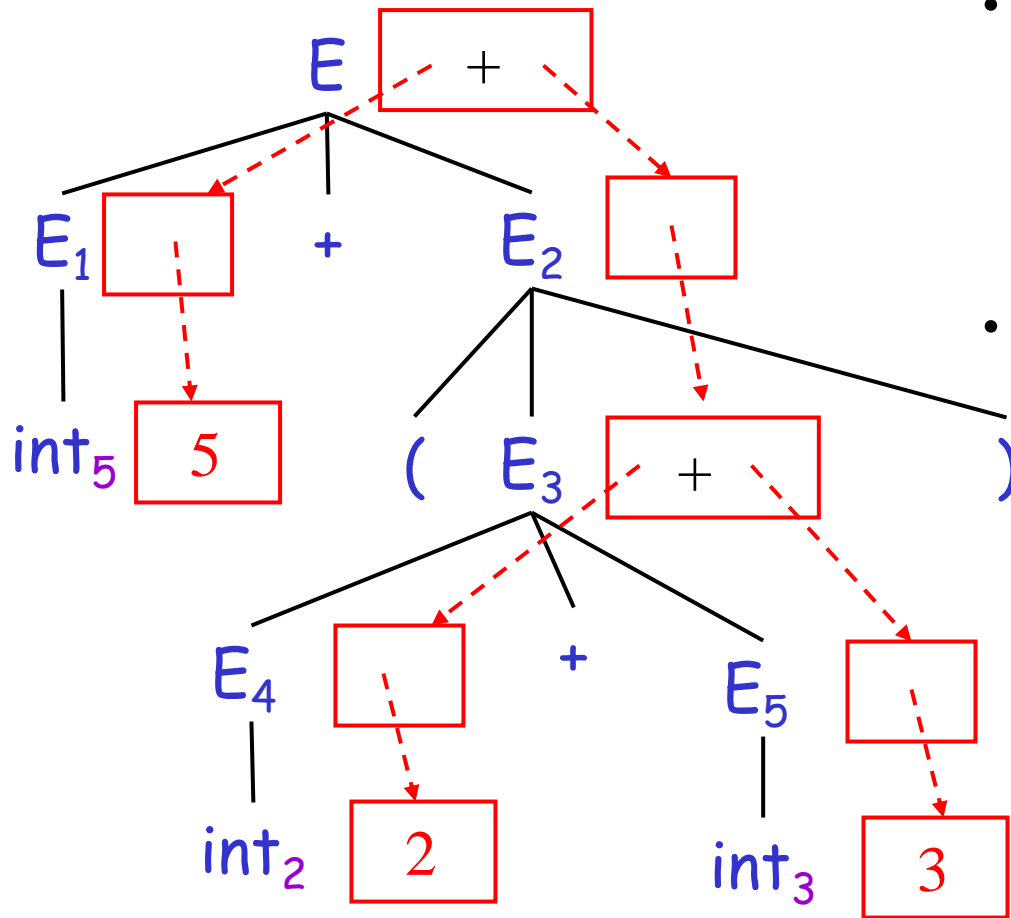 •
E +
E₁ + E₂
•
int₅ 5 ( E₃ + )
E₄ + E₅
int₂ 2 int₃ 3